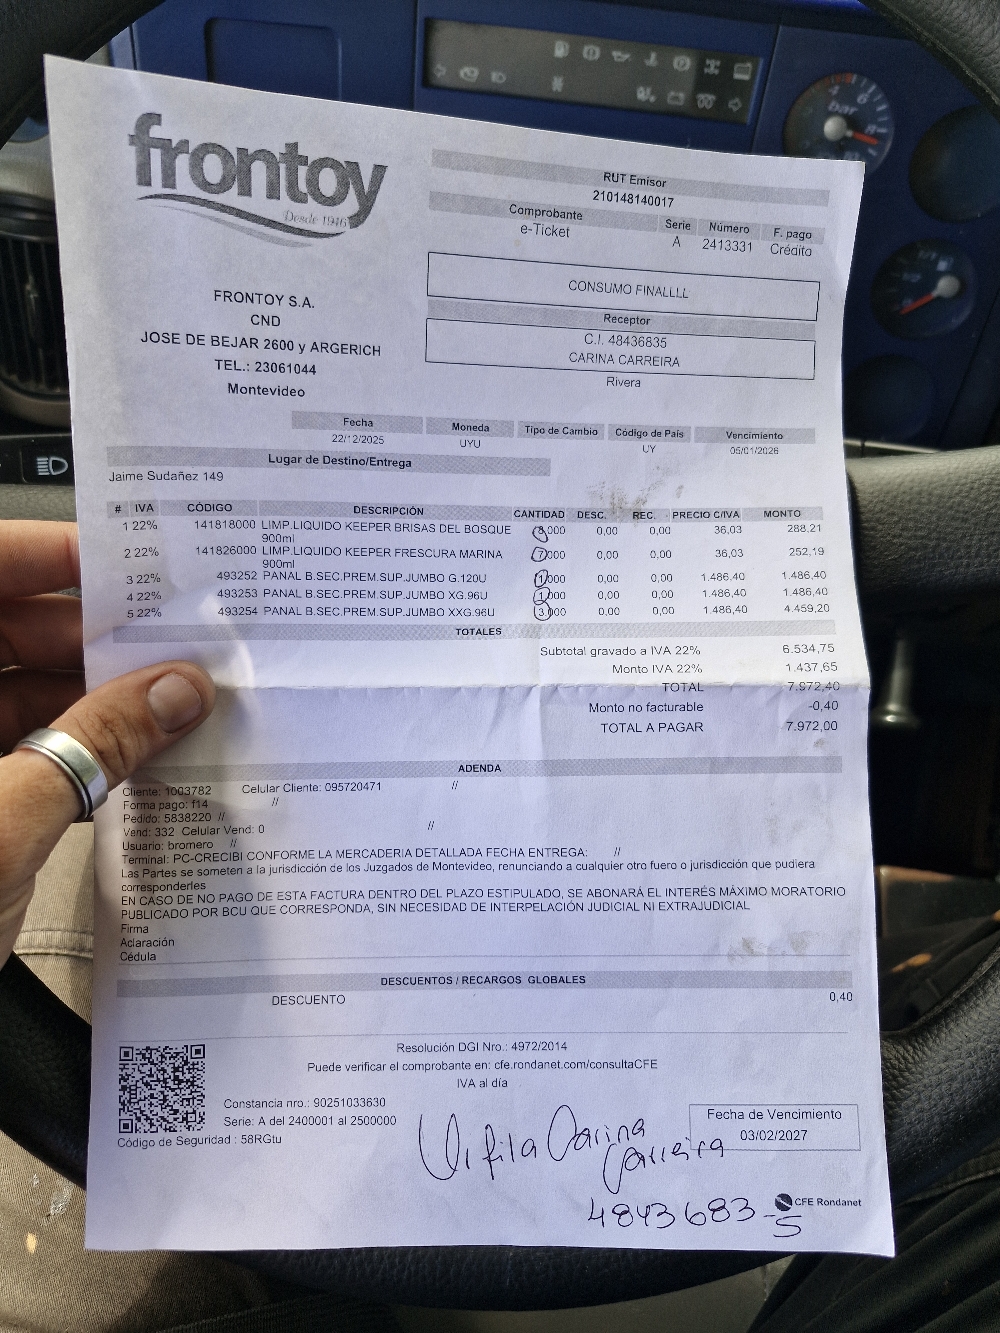 frontoy
Desde 1946
RUT Emisor
210148140017
Comprobante Serie Número F. pago
e-Ticket A 2413331 Crédito
CONSUMO FINALLLL
Receptor
C.I. 48436835
CARINA CARREIRA
Rivera
FRONTOY S.A.
CND
JOSE DE BEJAR 2600 y ARGERICH
TEL.: 23061044
Montevideo
Fecha Moneda Tipo de Cambio Código de País Vencimiento
22/12/2025 UYU UY 05/01/2026
Lugar de Destino/Entrega
Jaime Sudañez 149
# IVA CÓDIGO DESCRIPCIÓN CANTIDAD DESC. REC. PRECIO C/IVA MONTO
1 22% 141818000 LIMP.LIQUIDO KEEPER BRISAS DEL BOSQUE 8,000 0,00 0,00 36,03 288,21
900ml
2 22% 141826000 LIMP.LIQUIDO KEEPER FRESCURA MARINA 7,000 0,00 0,00 36,03 252,19
900ml
3 22% 493252 PANAL B.SEC.PREM.SUP.JUMBO G.120U 1,000 0,00 0,00 1.486,40 1.486,40
4 22% 493253 PANAL B.SEC.PREM.SUP.JUMBO XG.96U 1,000 0,00 0,00 1.486,40 1.486,40
5 22% 493254 PANAL B.SEC.PREM.SUP.JUMBO XXG.96U 3,000 0,00 0,00 1.486,40 4.459,20
TOTALES
Subtotal gravado a IVA 22% 6.534,75
Monto IVA 22% 1.437,65
TOTAL 7.972,40
Monto no facturable -0,40
TOTAL A PAGAR 7.972,00
ADENDA
Cliente: 1003782 Celular Cliente: 095720471 //
Forma pago: f14 //
Pedido: 5838220 //
Vend: 332 Celular Vend: 0 //
Usuario: bromero //
Terminal: PC-CRECIBI CONFORME LA MERCADERIA DETALLADA FECHA ENTREGA: //
Las Partes se someten a la jurisdicción de los Juzgados de Montevideo, renunciando a cualquier otro fuero o jurisdicción que pudiera
corresponderles
EN CASO DE NO PAGO DE ESTA FACTURA DENTRO DEL PLAZO ESTIPULADO, SE ABONARÁ EL INTERÉS MÁXIMO MORATORIO
PUBLICADO POR BCU QUE CORRESPONDA, SIN NECESIDAD DE INTERPELACIÓN JUDICIAL NI EXTRAJUDICIAL
Firma
Aclaración
Cédula
DESCUENTOS / RECARGOS GLOBALES
DESCUENTO 0,40
Resolución DGI Nro.: 4972/2014
Puede verificar el comprobante en: cfe.rondanet.com/consultaCFE
IVA al día
Constancia nro.: 90251033630
Serie: A del 2400001 al 2500000
Código de Seguridad : 58RGtu
Fecha de Vencimiento
03/02/2027
Carina
Carreira
4843683-5
CFE Rondanet
bar